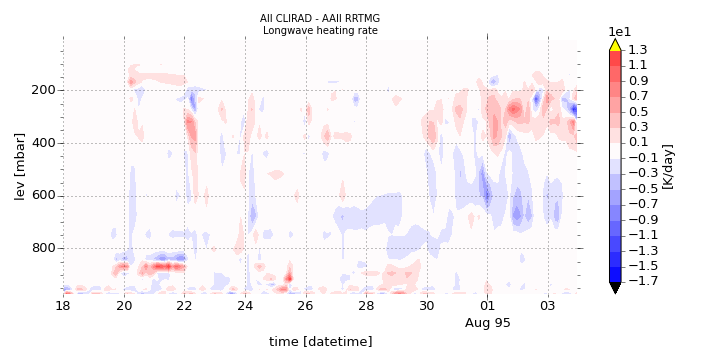 All CLIRAD - AAll RRTMG
Longwave heating rate
1e1
200
400
600
800
lev [mbar]
18 20 22 24 26 28 30 01 03
Aug 95
time [datetime]
1.3
1.1
0.9
0.7
0.5
0.3
0.1
−0.1
−0.3
−0.5
−0.7
−0.9
−1.1
−1.3
−1.5
−1.7
[K/day]